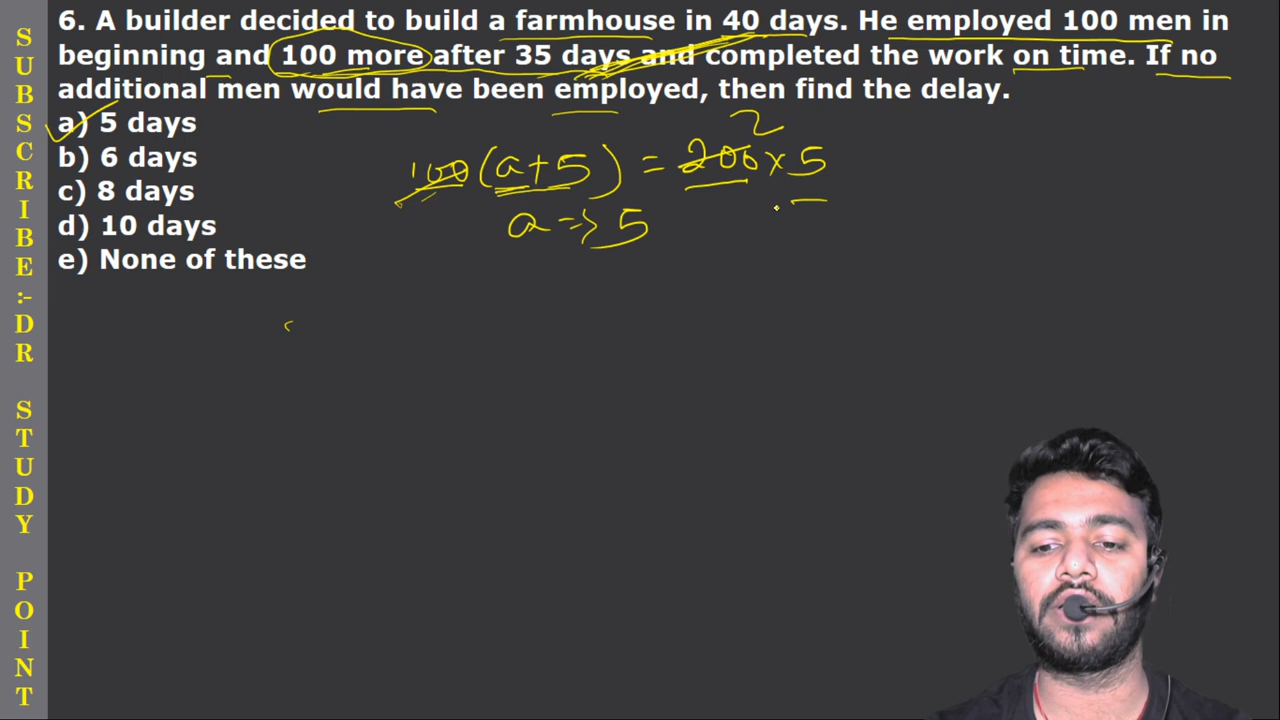 6. A builder decided to build a farmhouse in 40 days. He employed 100 men in
beginning and 100 more after 35 days and completed the work on time. If no
additional men would have been employed, then find the delay.
a) 5 days
b) 6 days
c) 8 days
d) 10 days
e) None of these
2
100 (a+5) = 200 × 5
a => 5
SUBSCRIBE:- DR STUDY POINT